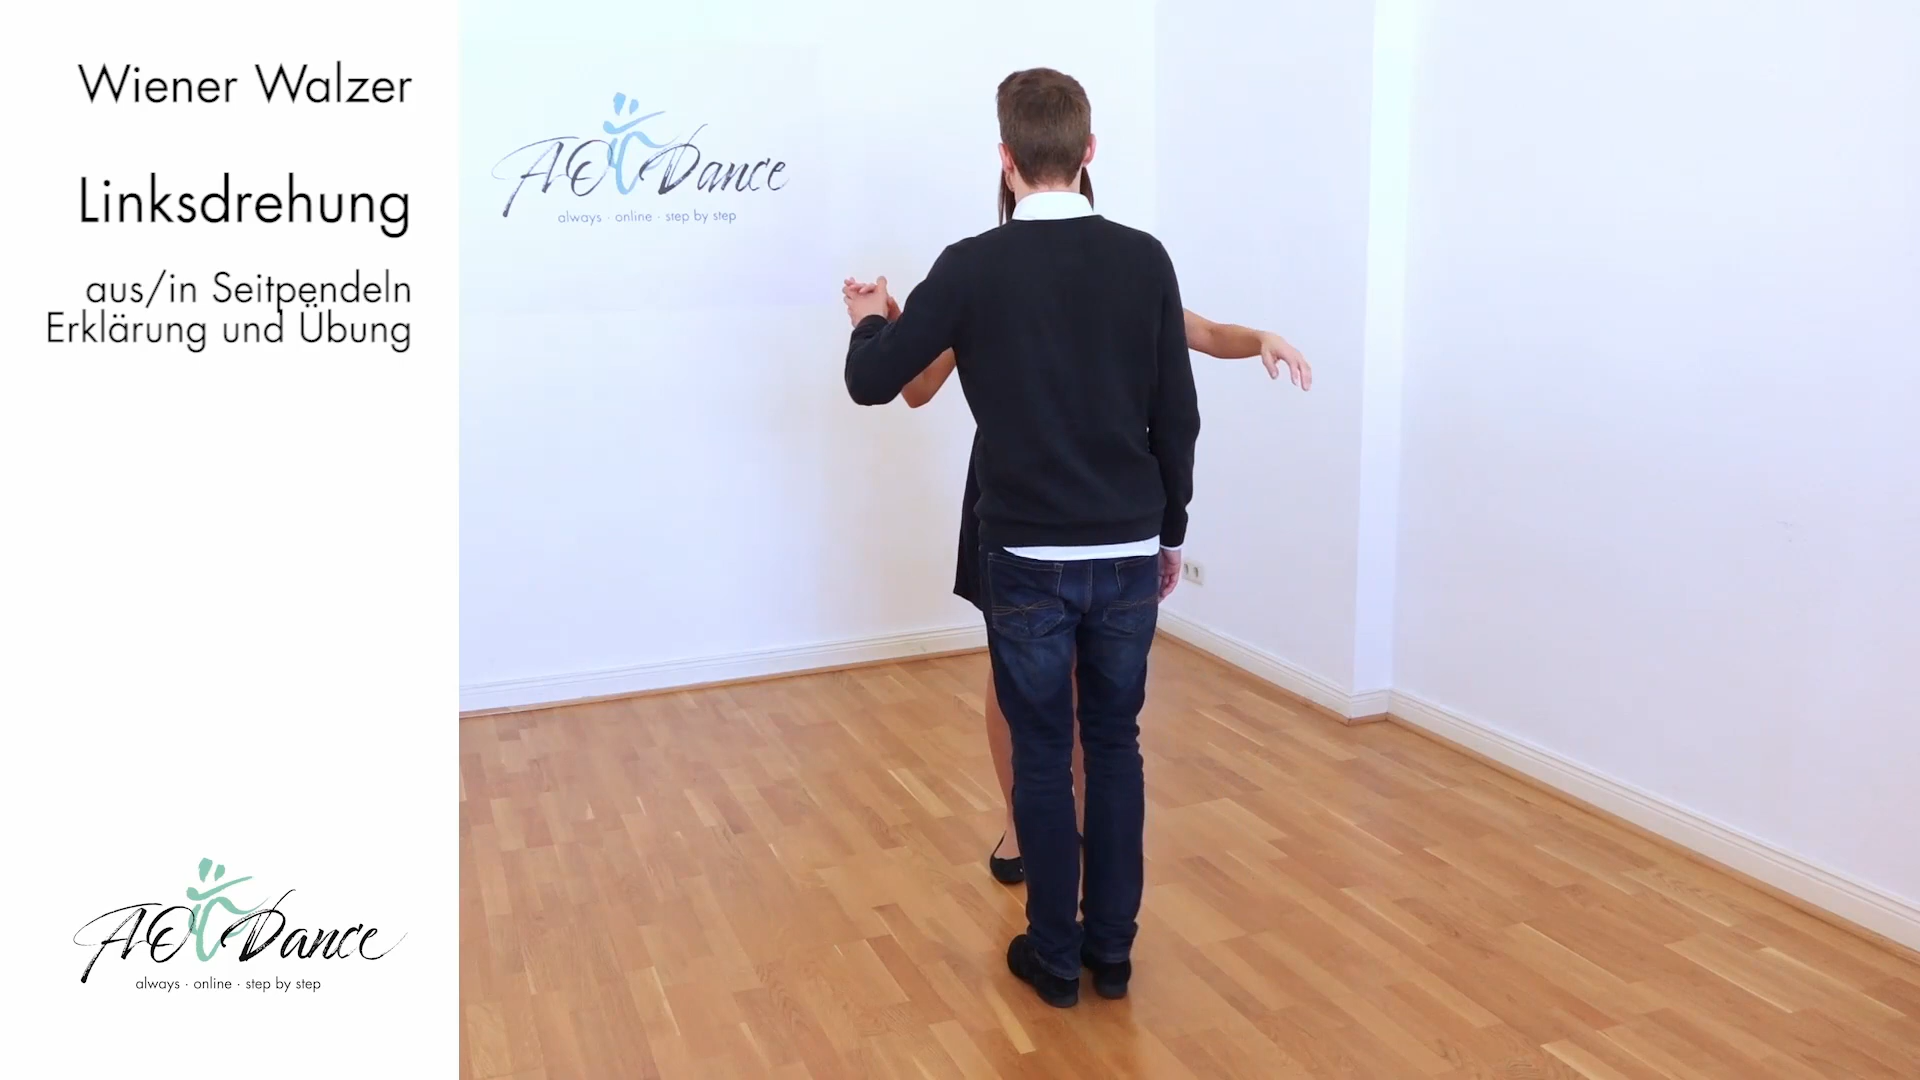 Wiener Walzer
Linksdrehung
aus/in Seitpendeln
Erklärung und Übung
AO Dance
always · online · step by step
AO Dance
always · online · step by step